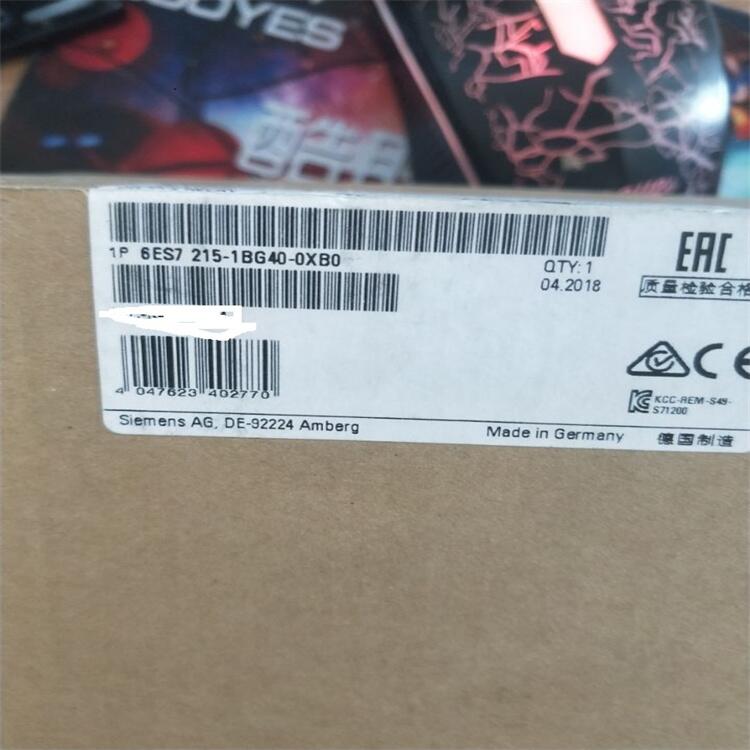 1P 6ES7 215-1BG40-0XB0
QTY: 1
04.2018
EAC
质量检验合格
4 047623 402770
CE
KCC-REM-S49-
S71200
Siemens AG, DE-92224 Amberg
Made in Germany
德国制造